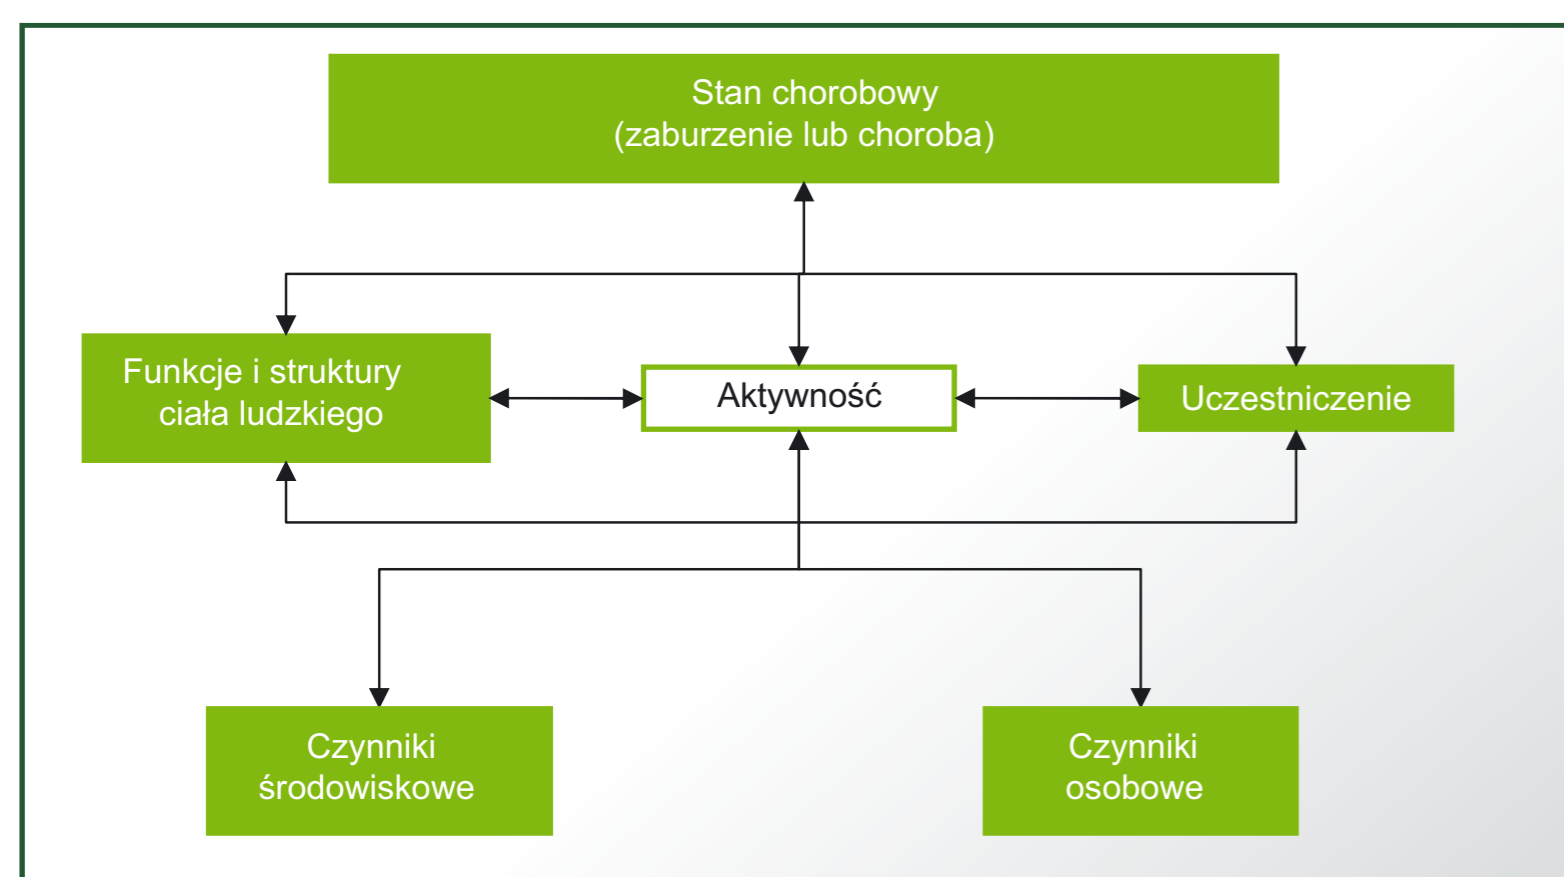 Stan chorobowy
(zaburzenie lub choroba)
Funkcje i struktury
ciała ludzkiego
Aktywność
Uczestniczenie
Czynniki
środowiskowe
Czynniki
osobowe